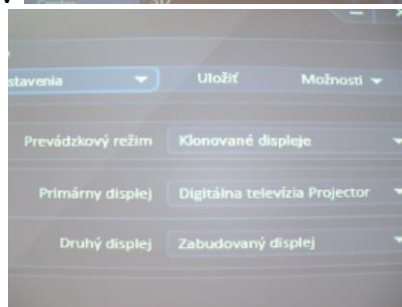 stavenia
Uložiť
Možnosti
Prevádzkový režim
Klonované displeje
Primárny displej
Digitálna televízia Projector
Druhý displej
Zabudovaný displej